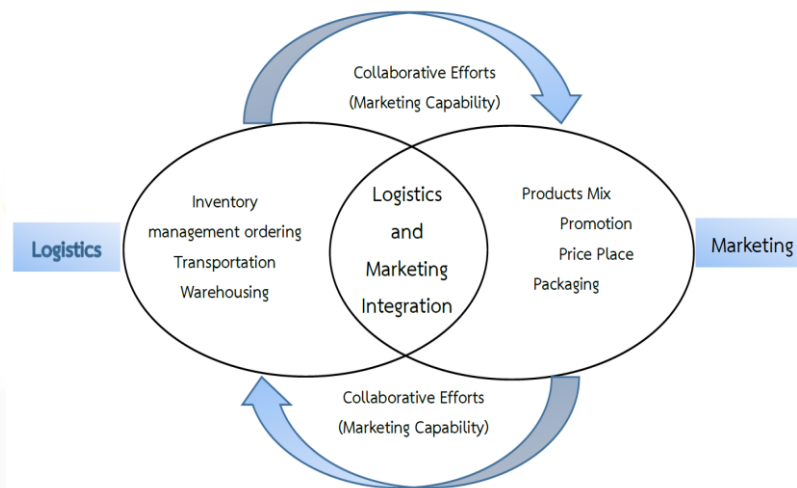 Collaborative Efforts
(Marketing Capability)
Logistics
Inventory
management ordering
Transportation
Warehousing
Logistics
and
Marketing
Integration
Products Mix
Promotion
Price Place
Packaging
Marketing
Collaborative Efforts
(Marketing Capability)